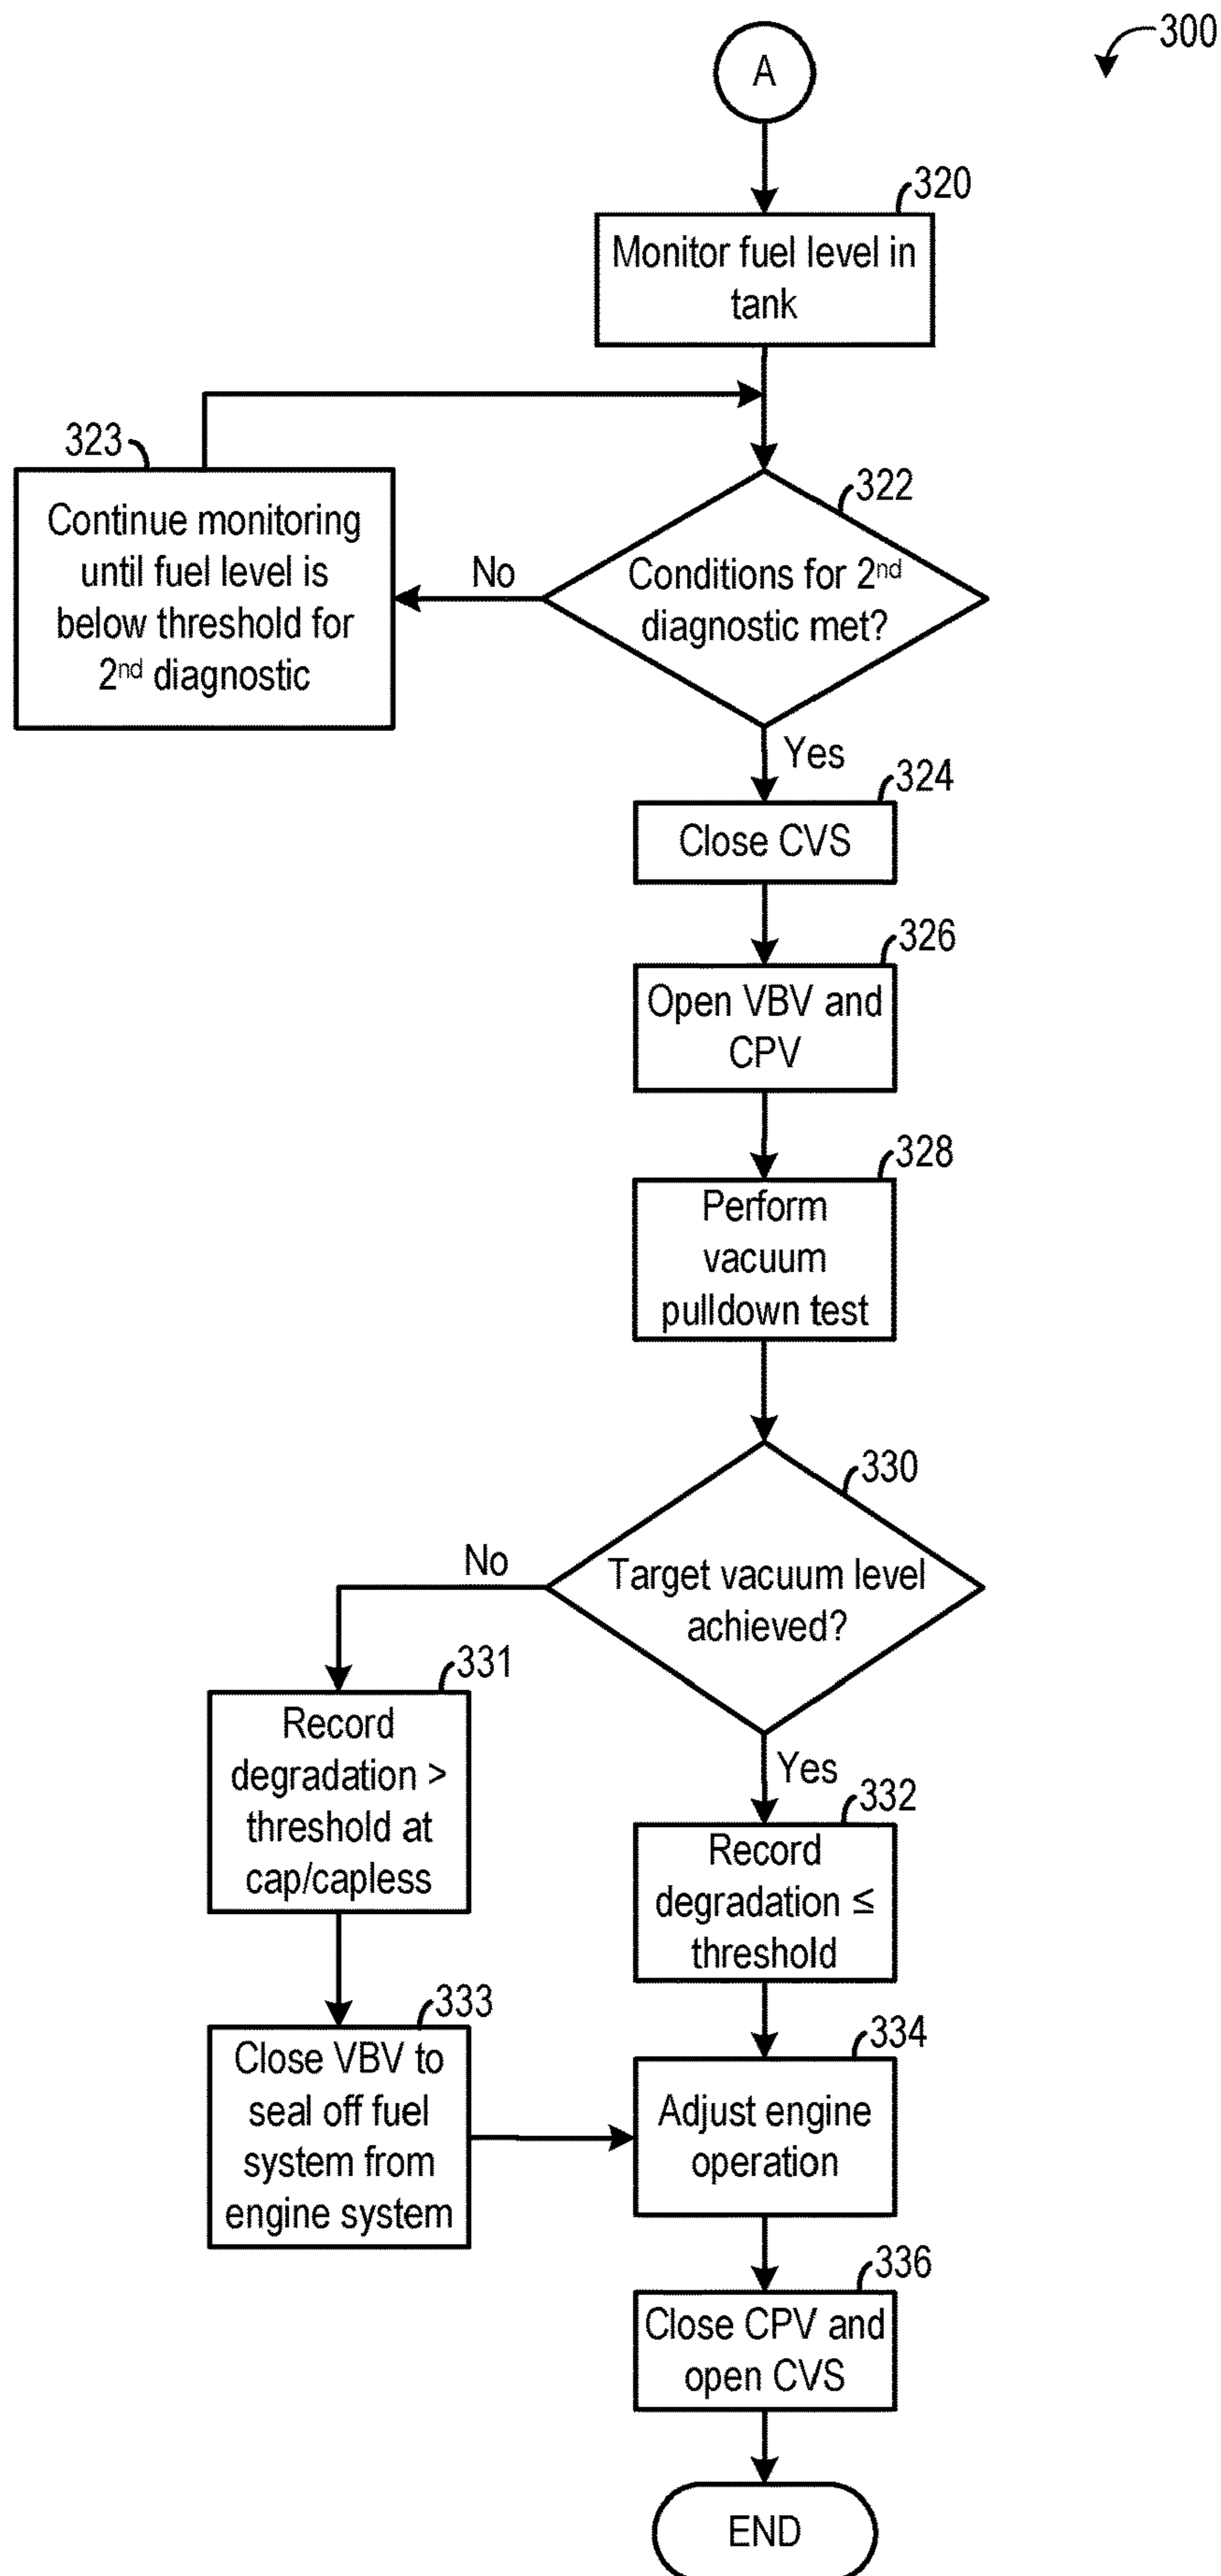 300
A
320
Monitor fuel level in
tank
323
Continue monitoring
until fuel level is
below threshold for
2nd diagnostic
No
322
Conditions for 2nd
diagnostic met?
Yes
324
Close CVS
326
Open VBV and
CPV
328
Perform
vacuum
pulldown test
330
Target vacuum level
achieved?
No
331
Record
degradation >
threshold at
cap/capless
Yes
332
Record
degradation ≤
threshold
333
Close VBV to
seal off fuel
system from
engine system
334
Adjust engine
operation
336
Close CPV and
open CVS
END